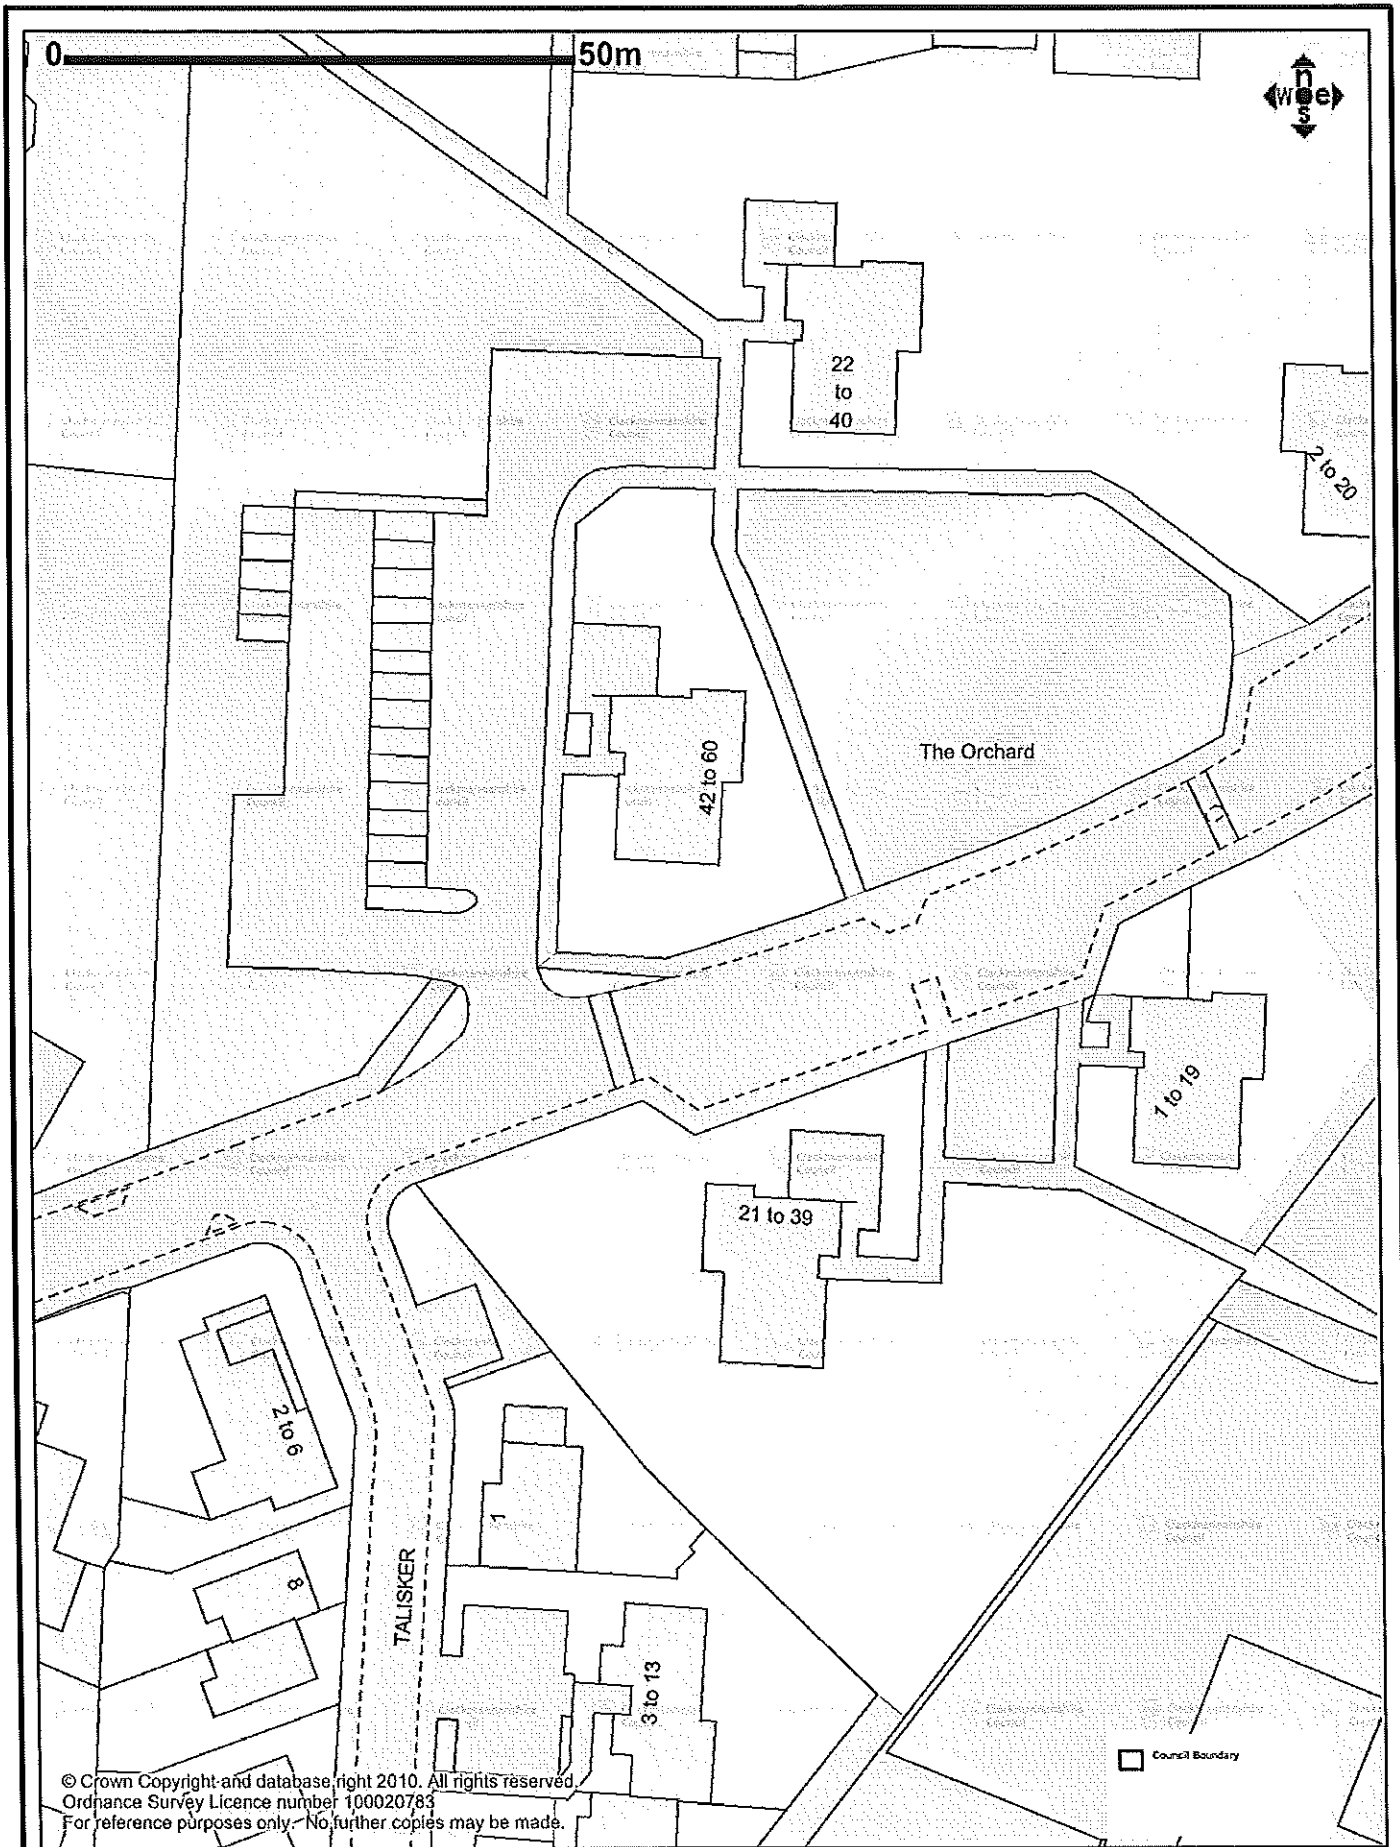 0 50m
n
w e
s
22
to
40
2 to 20
42 to 60
The Orchard
1 to 19
21 to 39
2 to 6
1
8
TALISKER
3 to 13
Council Boundary
© Crown Copyright and database right 2010. All rights reserved.
Ordnance Survey Licence number 100020783
For reference purposes only. No further copies may be made.